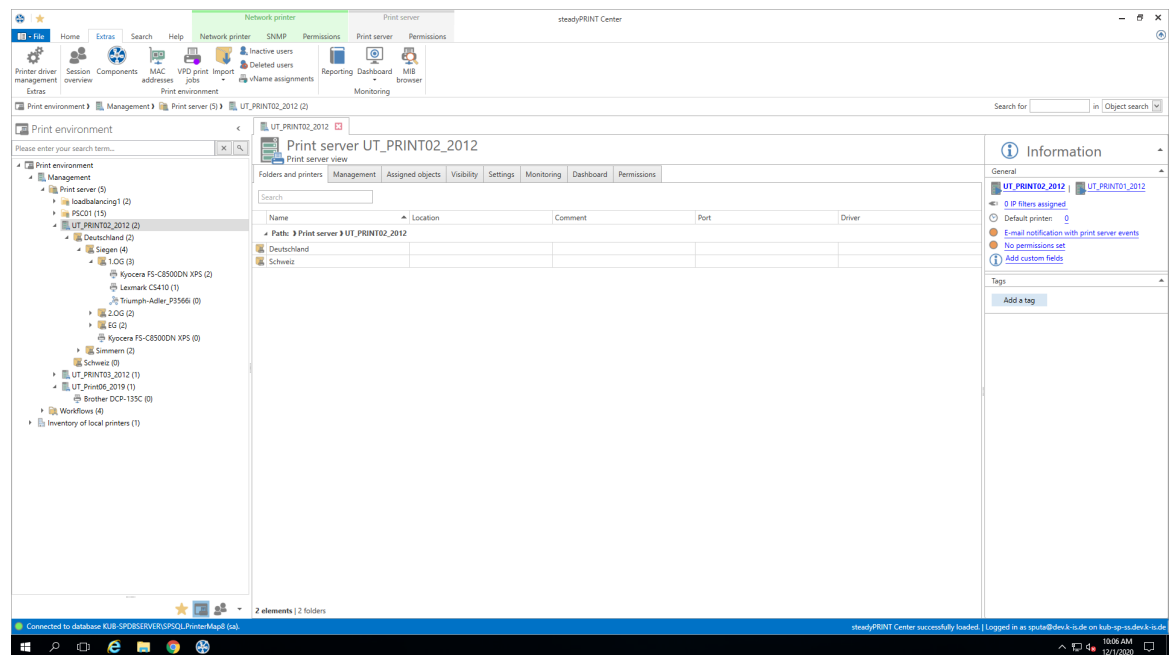 Network printer
Print server
steadyPRINT Center
File
Home
Extras
Search
Help
Network printer
SNMP
Permissions
Print server
Permissions
Printer driver management
Session overview
Components
MAC addresses
VPD print jobs
Import
Inactive users
Deleted users
vName assignments
Reporting
Dashboard
MIB browser
Extras
Print environment
Monitoring
Print environment
Management
Print server (5)
UT_PRINT02_2012 (2)
Search for
in
Object search
Print environment
Please enter your search term...
Print environment
Management
Print server (5)
loadbalancing1 (2)
PSC01 (15)
UT_PRINT02_2012 (2)
Deutschland (2)
Siegen (4)
1.OG (3)
Kyocera FS-C8500DN XPS (2)
Lexmark CS410 (1)
Triumph-Adler_P3566i (0)
2.OG (2)
EG (2)
Kyocera FS-C8500DN XPS (0)
Simmern (2)
Schweiz (0)
UT_PRINT03_2012 (1)
UT_Print06_2019 (1)
Brother DCP-135C (0)
Workflows (4)
Inventory of local printers (1)
UT_PRINT02_2012
Print server UT_PRINT02_2012
Print server view
Folders and printers
Management
Assigned objects
Visibility
Settings
Monitoring
Dashboard
Permissions
Search
Name
Location
Comment
Port
Driver
Path: Print server UT_PRINT02_2012
Deutschland
Schweiz
2 elements | 2 folders
Information
General
UT_PRINT02_2012 | UT_PRINT01_2012
0 IP filters assigned
Default printer: 0
E-mail notification with print server events
No permissions set
Add custom fields
Tags
Add a tag
Connected to database KUB-SPDBSERVER\SPSQL.PrinterMap8 (sa).
steadyPRINT Center successfully loaded. | Logged in as sputa@dev.k-is.de on kub-sp-ss.dev.k-is.de
10:06 AM
12/1/2020